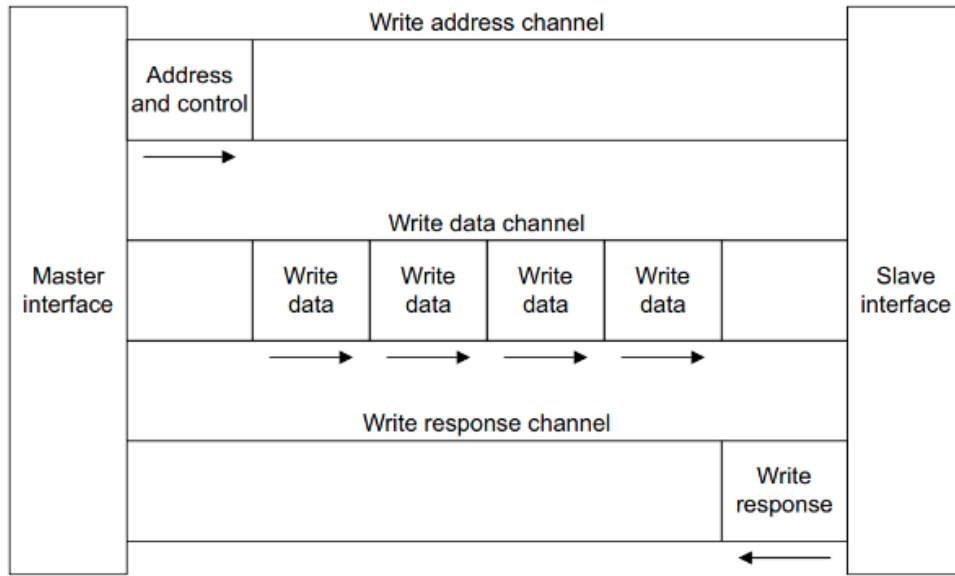 Write address channel
Address
and control
Write data channel
Master
interface
Write
data
Write
data
Write
data
Write
data
Slave
interface
Write response channel
Write
response